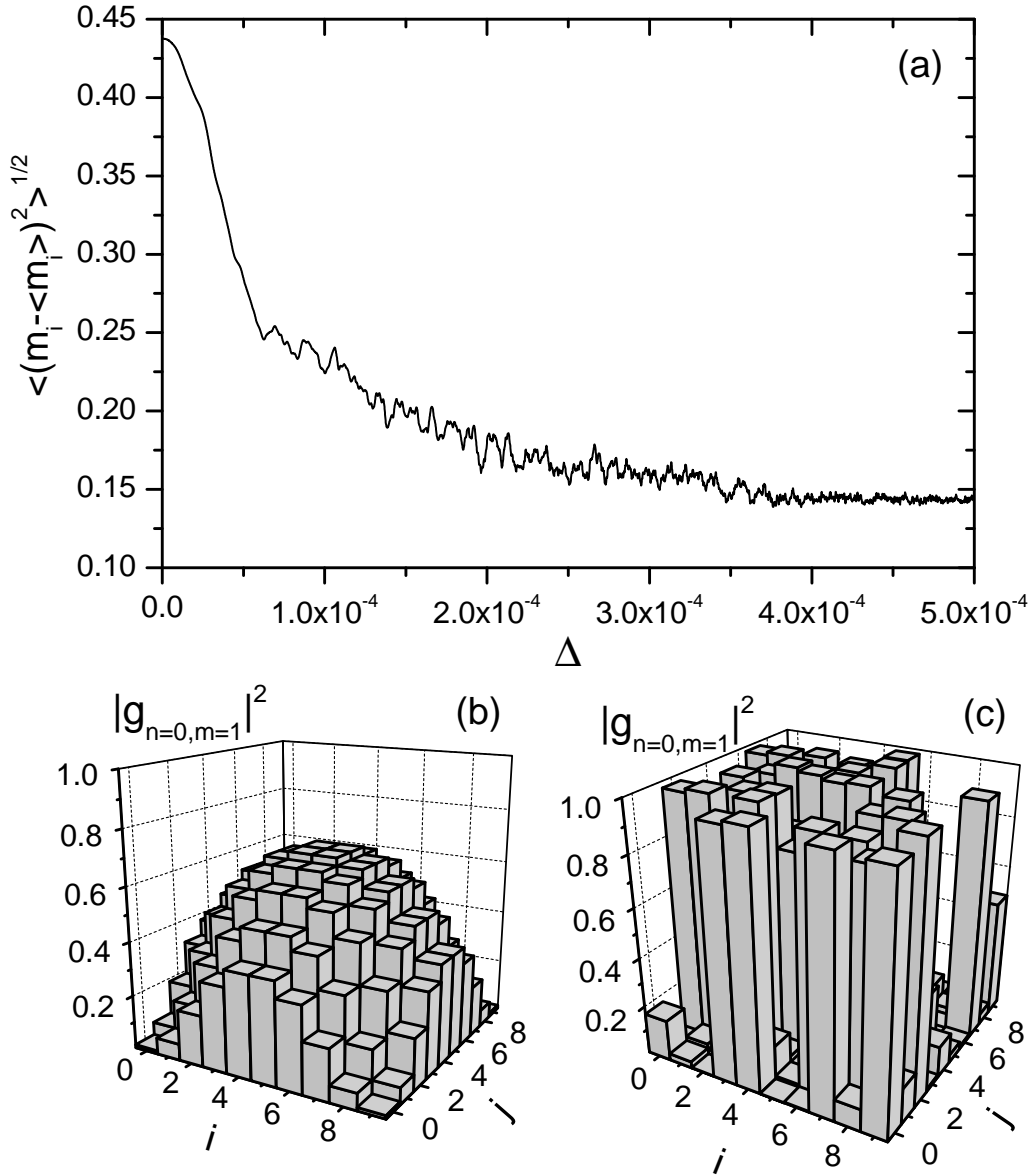 0.45
(a)
0.40
0.35
0.45
0.30
0.25
0.20
0.15
0.10
<(m_i-<m_i>)^2>^1/2
0.0 1.0x10^-4 2.0x10^-4 3.0x10^-4 4.0x10^-4 5.0x10^-4
Δ
|g_n=0,m=1|^2 (b)
1.0
0.8
0.6
0.4
0.2
0 2 4 6 8
i
0 2 4 6 8
j
|g_n=0,m=1|^2 (c)
1.0
0.8
0.6
0.4
0.2
0 2 4 6 8
i
0 2 4 6 8
j